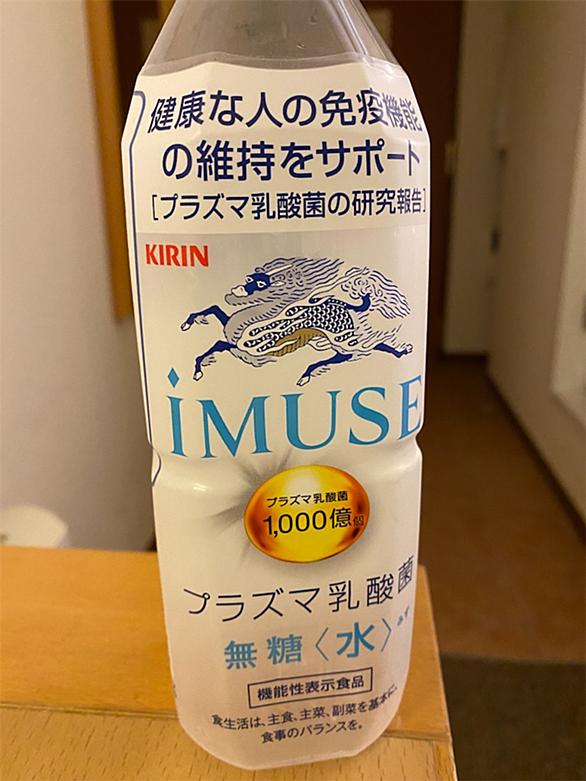 健康な人の免疫機能
の維持をサポート
[プラズマ乳酸菌の研究報告]
KIRIN
iMUSE
プラズマ乳酸菌
1,000億個
プラズマ乳酸菌
無糖〈水〉みず
機能性表示食品
食生活は、主食、主菜、副菜を基本に、
食事のバランスを。